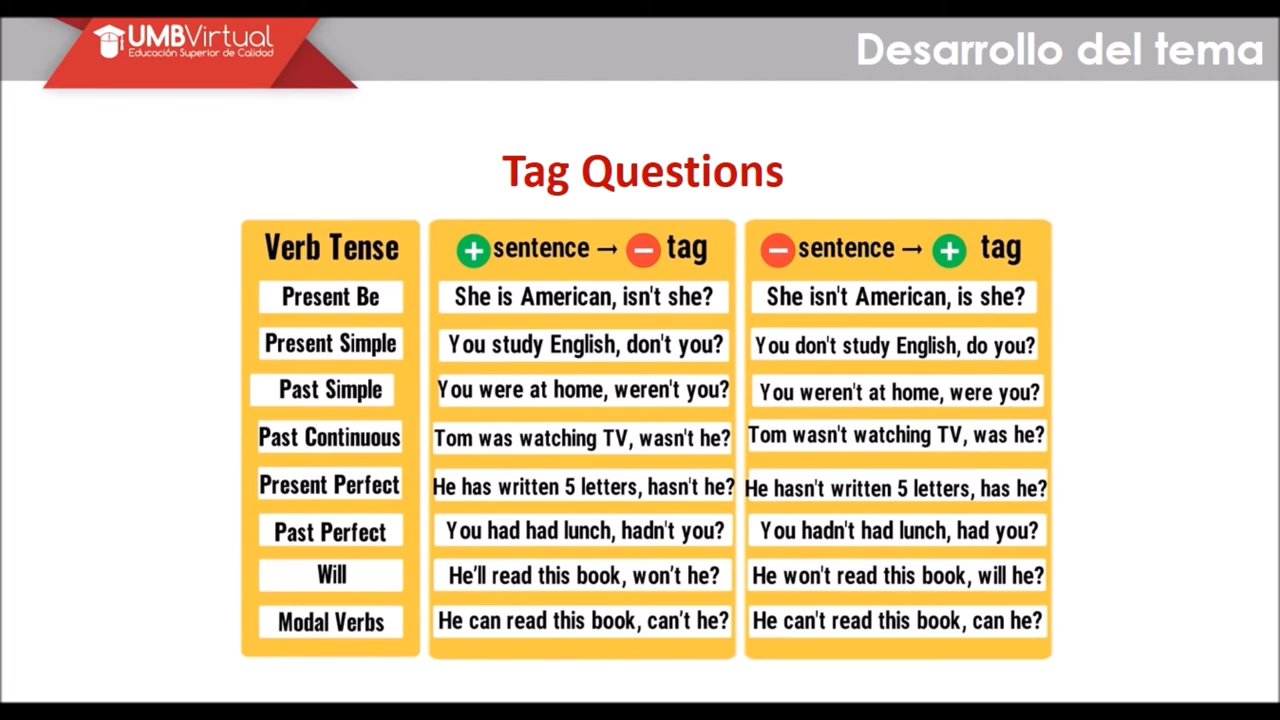 UMBVirtual
Educación Superior de Calidad
Desarrollo del tema
Tag Questions
Verb Tense + sentence → − tag − sentence → + tag
Present Be She is American, isn't she? She isn't American, is she?
Present Simple You study English, don't you? You don't study English, do you?
Past Simple You were at home, weren't you? You weren't at home, were you?
Past Continuous Tom was watching TV, wasn't he? Tom wasn't watching TV, was he?
Present Perfect He has written 5 letters, hasn't he? He hasn't written 5 letters, has he?
Past Perfect You had had lunch, hadn't you? You hadn't had lunch, had you?
Will He'll read this book, won't he? He won't read this book, will he?
Modal Verbs He can read this book, can't he? He can't read this book, can he?